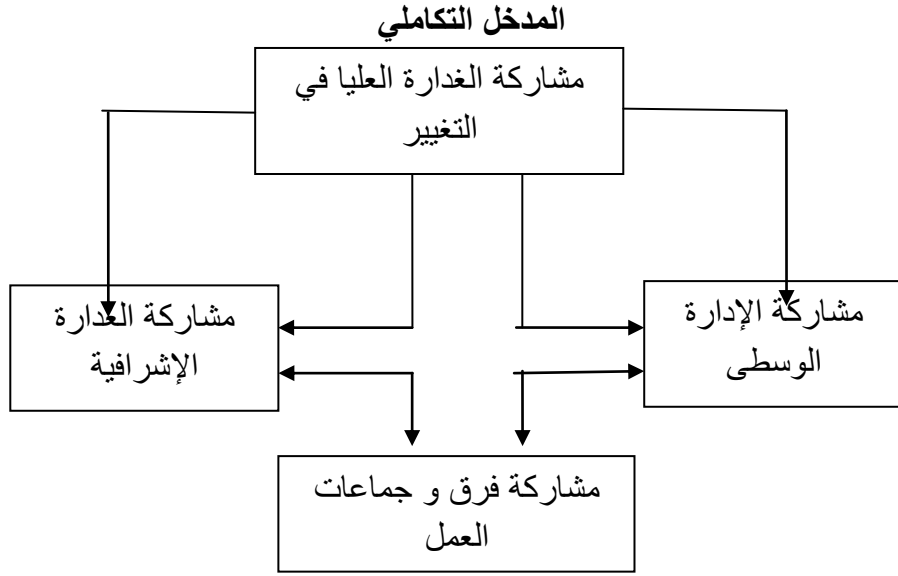 المدخل التكاملي
مشاركة الغدارة العليا في
التغيير
مشاركة الإدارة
الوسطى
مشاركة الغدارة
الإشرافية
مشاركة فرق و جماعات
العمل